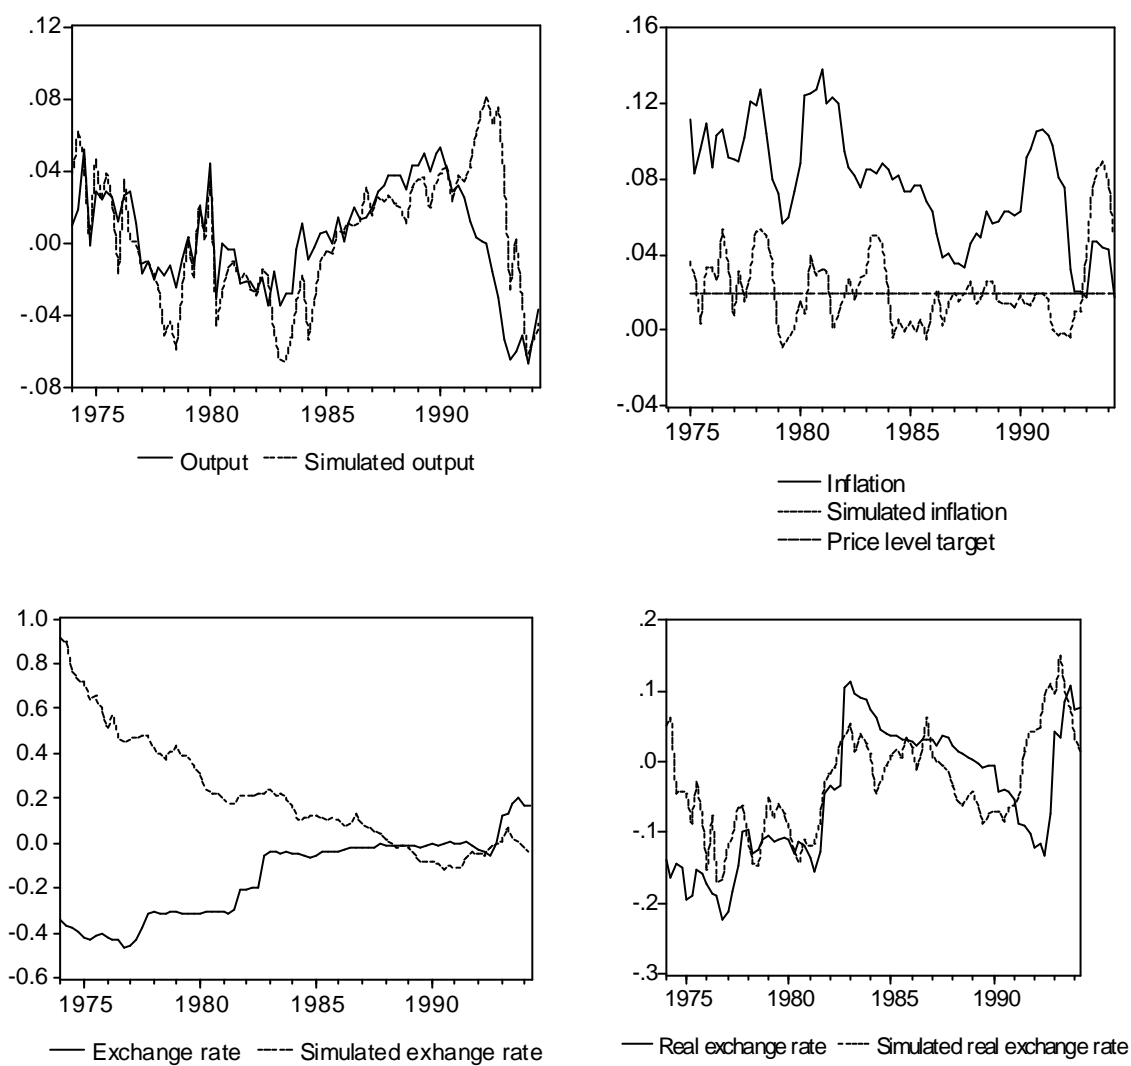 .12
.08
.04
.00
-.04
-.08
1975 1980 1985 1990
Output Simulated output
.16
.12
.08
.04
.00
-.04
1975 1980 1985 1990
Inflation
Simulated inflation
Price level target
1.0
0.8
0.6
0.4
0.2
0.0
-0.2
-0.4
-0.6
1975 1980 1985 1990
Exchange rate Simulated exhange rate
.2
.1
.0
-.1
-.2
-.3
1975 1980 1985 1990
Real exchange rate Simulated real exchange rate